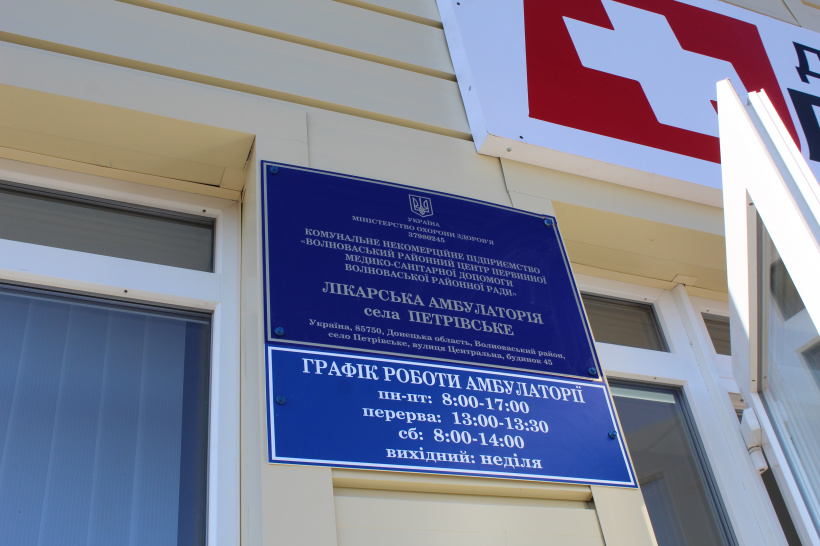 УКРАЇНА
МІНІСТЕРСТВО ОХОРОНИ ЗДОРОВ'Я
37980245
КОМУНАЛЬНЕ НЕКОМЕРЦІЙНЕ ПІДПРИЄМСТВО
«ВОЛНОВАСЬКИЙ РАЙОННИЙ ЦЕНТР ПЕРВИННОЇ
МЕДИКО-САНІТАРНОЇ ДОПОМОГИ
ВОЛНОВАСЬКОЇ РАЙОННОЇ РАДИ»
ЛІКАРСЬКА АМБУЛАТОРІЯ
села ПЕТРІВСЬКЕ
Україна, 85750, Донецька область, Волноваський район,
село Петрівське, вулиця Центральна, будинок 45
ГРАФІК РОБОТИ АМБУЛАТОРІЇ
пн-пт: 8:00-17:00
перерва: 13:00-13:30
сб: 8:00-14:00
вихідний: неділя